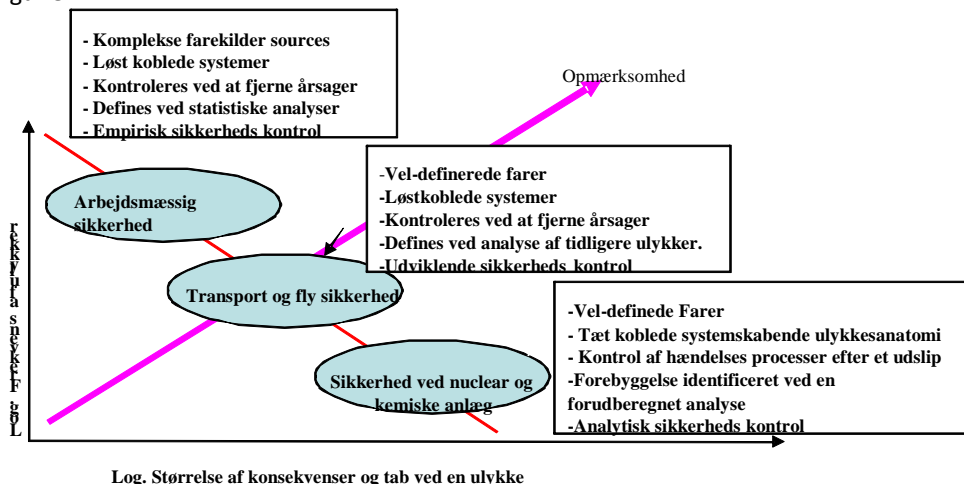 - Komplekse farekilder sources
- Løst koblede systemer
- Kontroleres ved at fjerne årsager
- Defines ved statistiske analyser
- Empirisk sikkerheds kontrol
Opmærksomhed
-Vel-definerede farer
-Løstkoblede systemer
-Kontroleres ved at fjerne årsager
-Defines ved analyse af tidligere ulykker.
-Udviklende sikkerheds kontrol
Arbejdsmæssig
sikkerhed
Transport og fly sikkerhed
-Vel-definede Farer
- Tæt koblede systemskabende ulykkesanatomi
- Kontrol af hændelses processer efter et udslip
-Forebyggelse identificeret ved en
forudberegnet analyse
-Analytisk sikkerheds kontrol
Sikkerhed ved nuclear og
kemiske anlæg
Log. Størrelse af konsekvenser og tab ved en ulykke